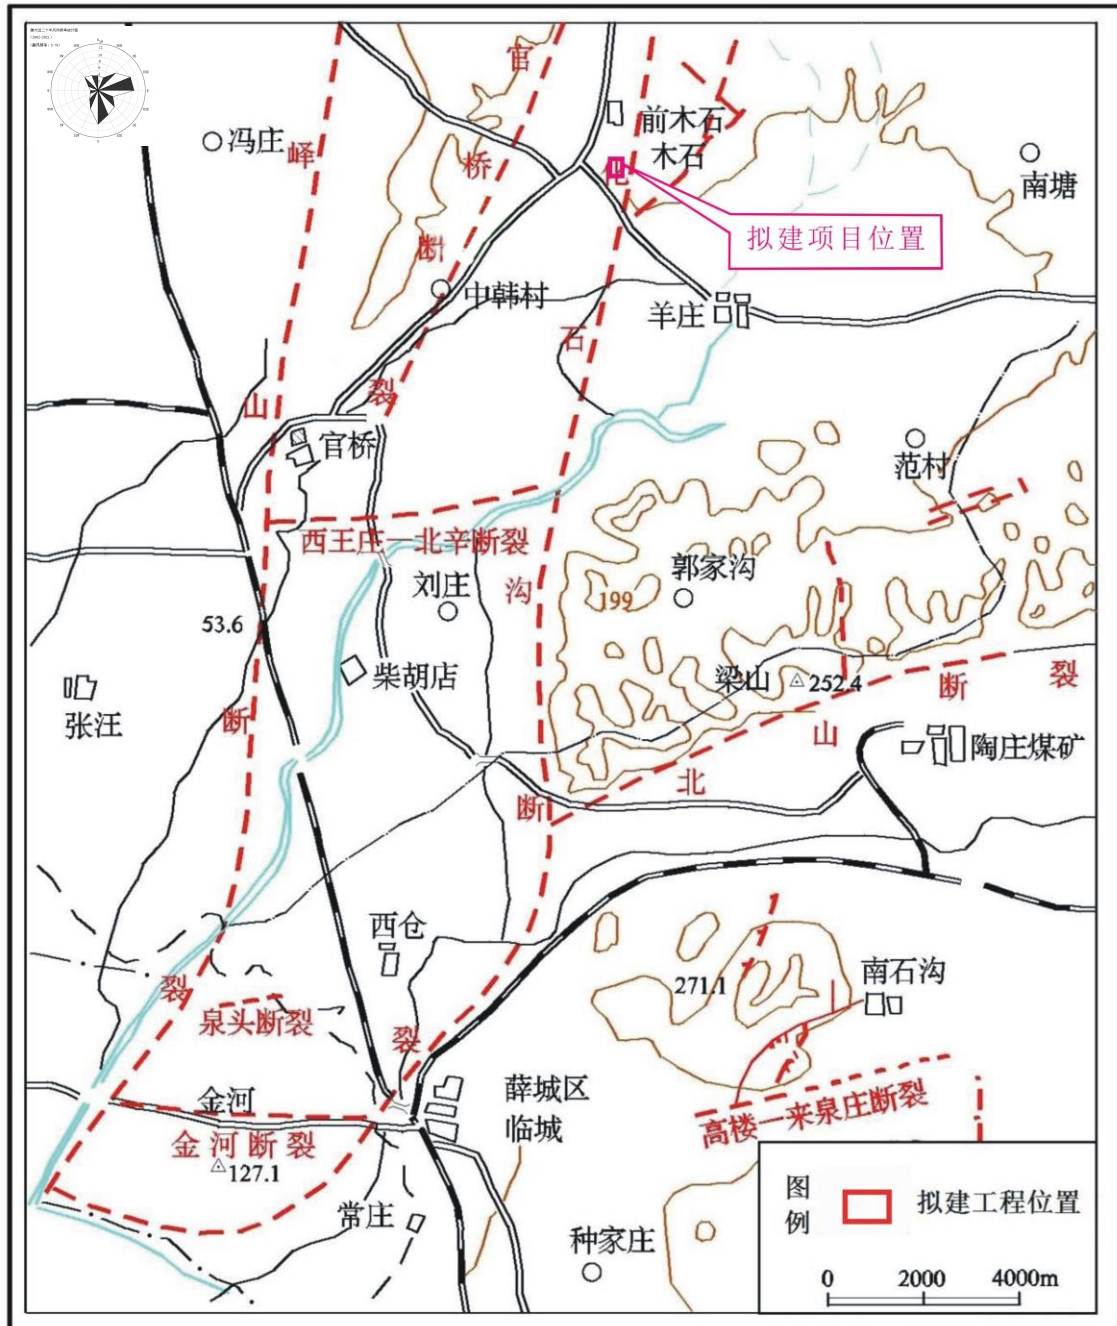 冯庄
前木石
木石
南塘
拟建项目位置
中韩村
羊庄
官桥
范村
西王庄—北辛断裂
刘庄
郭家沟
199
53.6
柴胡店
梁山
252.4
张汪
陶庄煤矿
西仓
271.1
南石沟
泉头断裂
金河
薛城区
临城
高楼—来泉庄断裂
金河断裂
127.1
常庄
种家庄
峄山断裂
官桥断裂
化石沟断裂
北山断裂
图例
拟建工程位置
0 2000 4000m